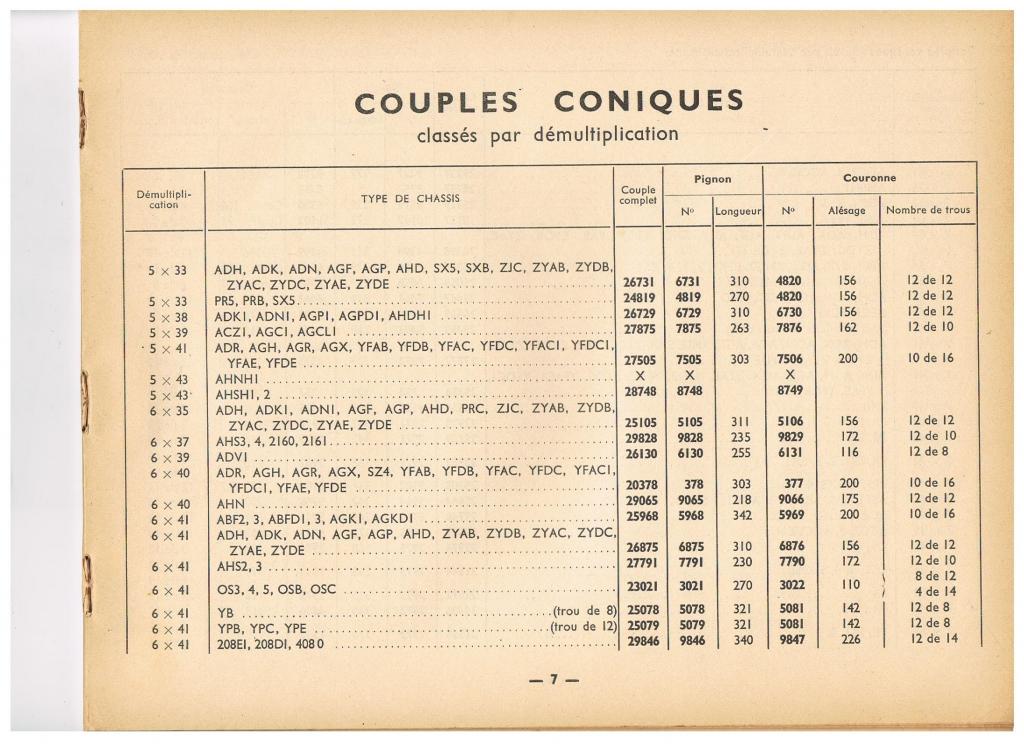 COUPLES CONIQUES
classés par démultiplication
Démultipli-
cation
TYPE DE CHASSIS
Couple
complet
Pignon
Couronne
Nº Longueur Nº Alésage Nombre de trous
5 × 33 ADH, ADK, ADN, AGF, AGP, AHD, SX5, SXB, ZJC, ZYAB, ZYDB,
ZYAC, ZYDC, ZYAE, ZYDE 26731 6731 310 4820 156 12 de 12
5 × 33 PR5, PRB, SX5 24819 4819 270 4820 156 12 de 12
5 × 38 ADK1, ADN1, AGP1, AGPD1, AHDH1 26729 6729 310 6730 156 12 de 12
5 × 39 ACZ1, AGC1, AGCL1 27875 7875 263 7876 162 12 de 10
5 × 41 ADR, AGH, AGR, AGX, YFAB, YFDB, YFAC, YFDC, YFAC1, YFDC1,
YFAE, YFDE 27505 7505 303 7506 200 10 de 16
5 × 43 AHNH1 X X X
5 × 43 AHSH1, 2 28748 8748 8749
6 × 35 ADH, ADK1, ADN1, AGF, AGP, AHD, PRC, ZJC, ZYAB, ZYDB,
ZYAC, ZYDC, ZYAE, ZYDE 25105 5105 311 5106 156 12 de 12
6 × 37 AHS3, 4, 2160, 2161 29828 9828 235 9829 172 12 de 10
6 × 39 ADV1 26130 6130 255 6131 116 12 de 8
6 × 40 ADR, AGH, AGR, AGX, SZ4, YFAB, YFDB, YFAC, YFDC, YFAC1,
YFDC1, YFAE, YFDE 20378 378 303 377 200 10 de 16
6 × 40 AHN 29065 9065 218 9066 175 12 de 12
6 × 41 ABF2, 3, ABFD1, 3, AGK1, AGKD1 25968 5968 342 5969 200 10 de 16
6 × 41 ADH, ADK, ADN, AGF, AGP, AHD, ZYAB, ZYDB, ZYAC, ZYDC,
ZYAE, ZYDE 26875 6875 310 6876 156 12 de 12
6 × 41 AHS2, 3 27791 7791 230 7790 172 12 de 10
6 × 41 OS3, 4, 5, OSB, OSC 23021 3021 270 3022 110 8 de 12
4 de 14
6 × 41 YB (trou de 8) 25078 5078 321 5081 142 12 de 8
6 × 41 YPB, YPC, YPE (trou de 12) 25079 5079 321 5081 142 12 de 8
6 × 41 208E1, 208D1, 4080 29846 9846 340 9847 226 12 de 14
— 7 —